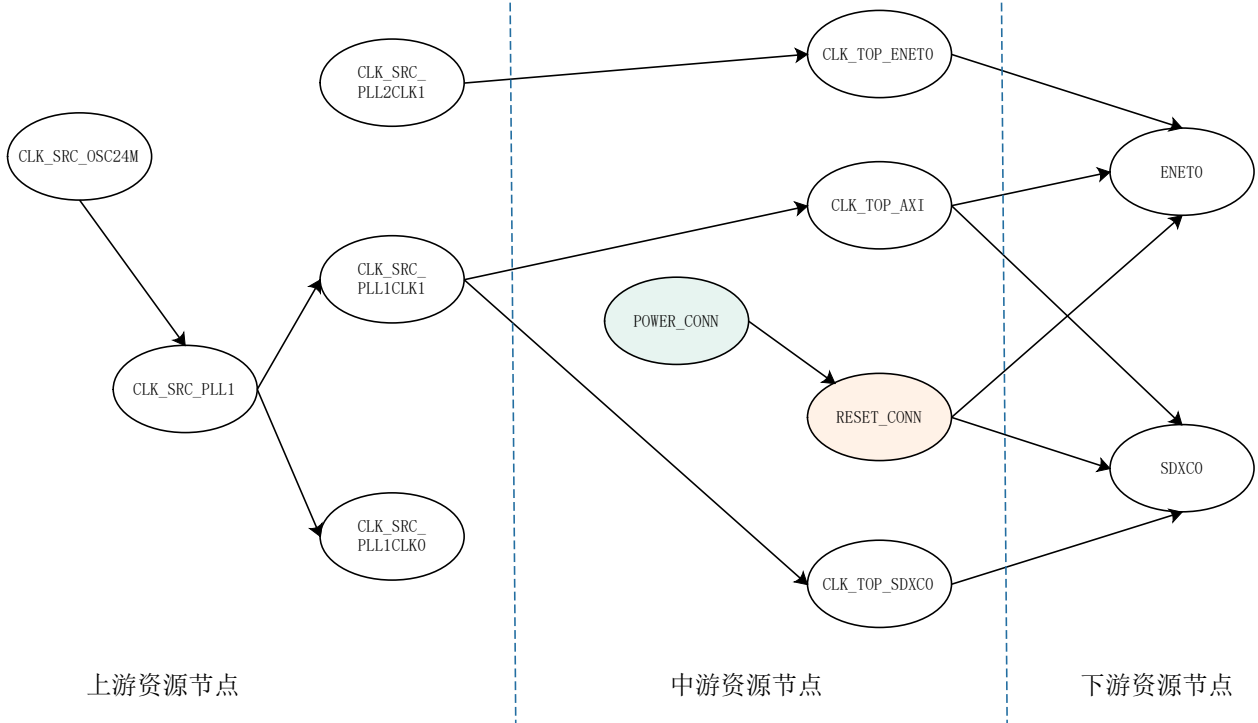 CLK_SRC_
PLL2CLK1
CLK_TOP_ENET0
CLK_SRC_OSC24M
ENET0
CLK_TOP_AXI
CLK_SRC_
PLL1CLK1
POWER_CONN
CLK_SRC_PLL1
RESET_CONN
SDXC0
CLK_SRC_
PLL1CLK0
CLK_TOP_SDXC0
上游资源节点
中游资源节点
下游资源节点